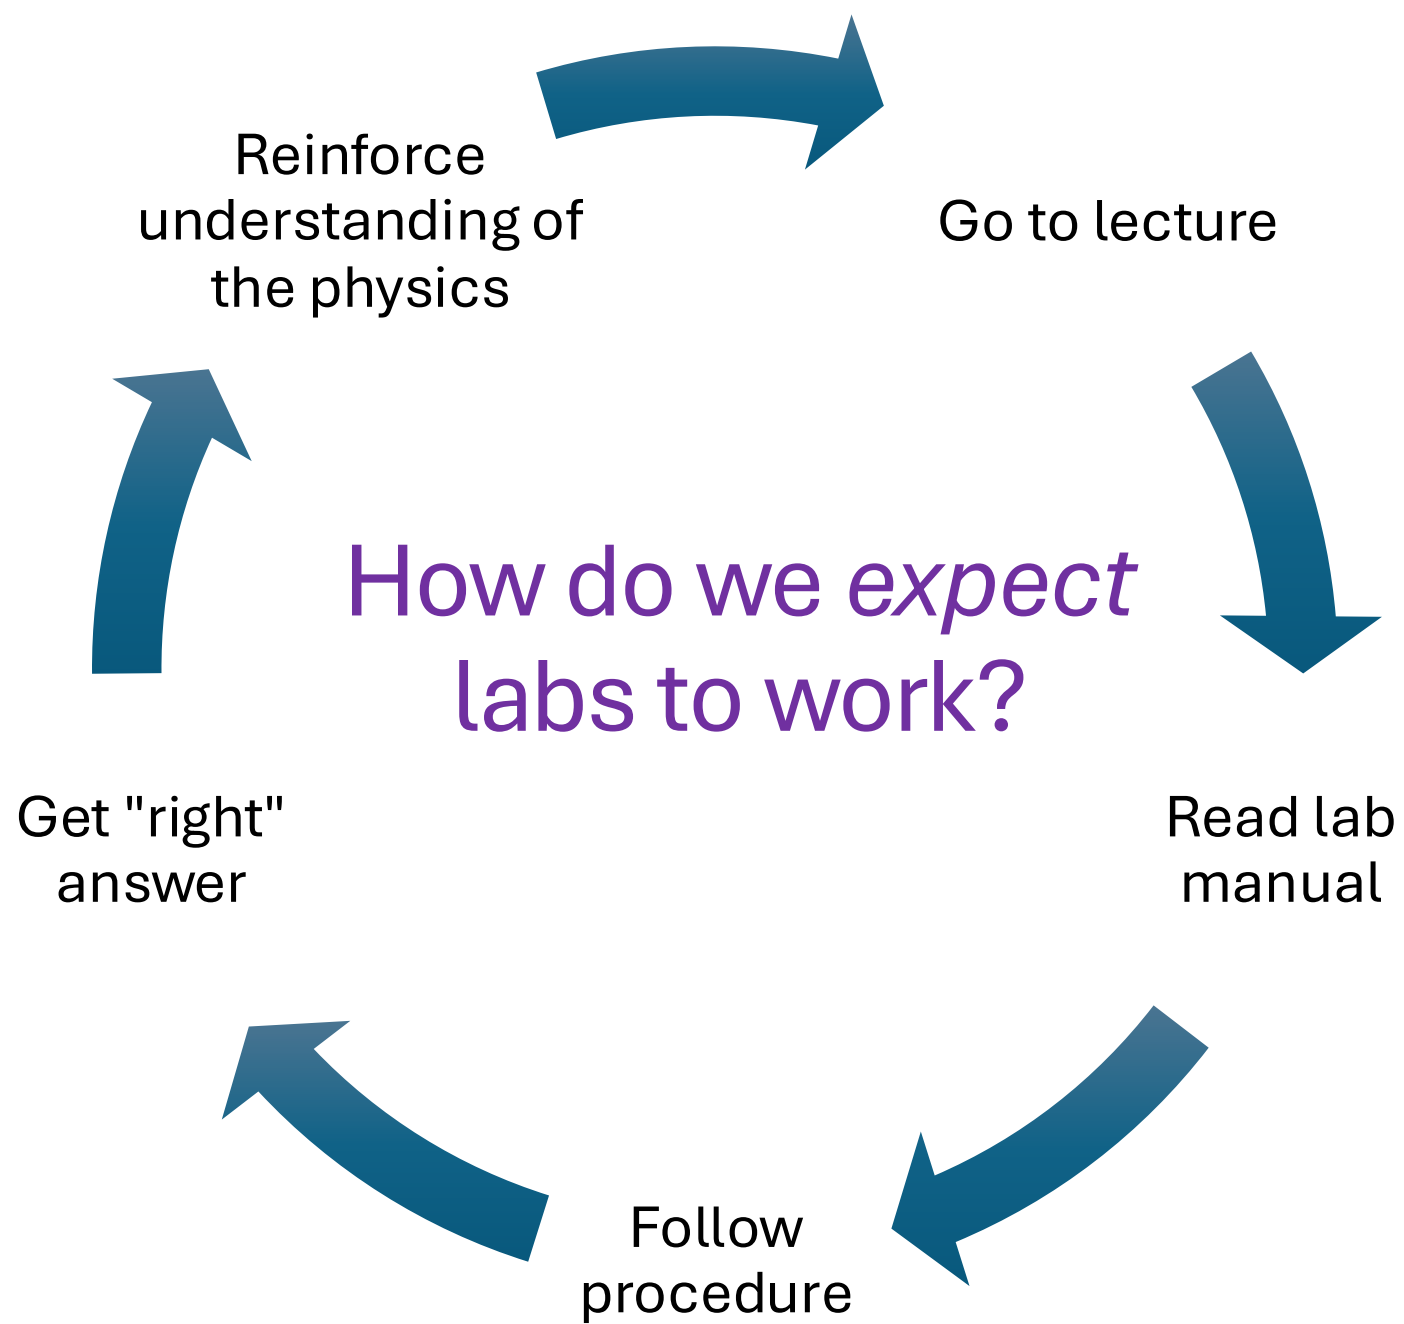 Reinforce
understanding of
the physics
Go to lecture
How do we expect
labs to work?
Get "right"
answer
Read lab
manual
Follow
procedure